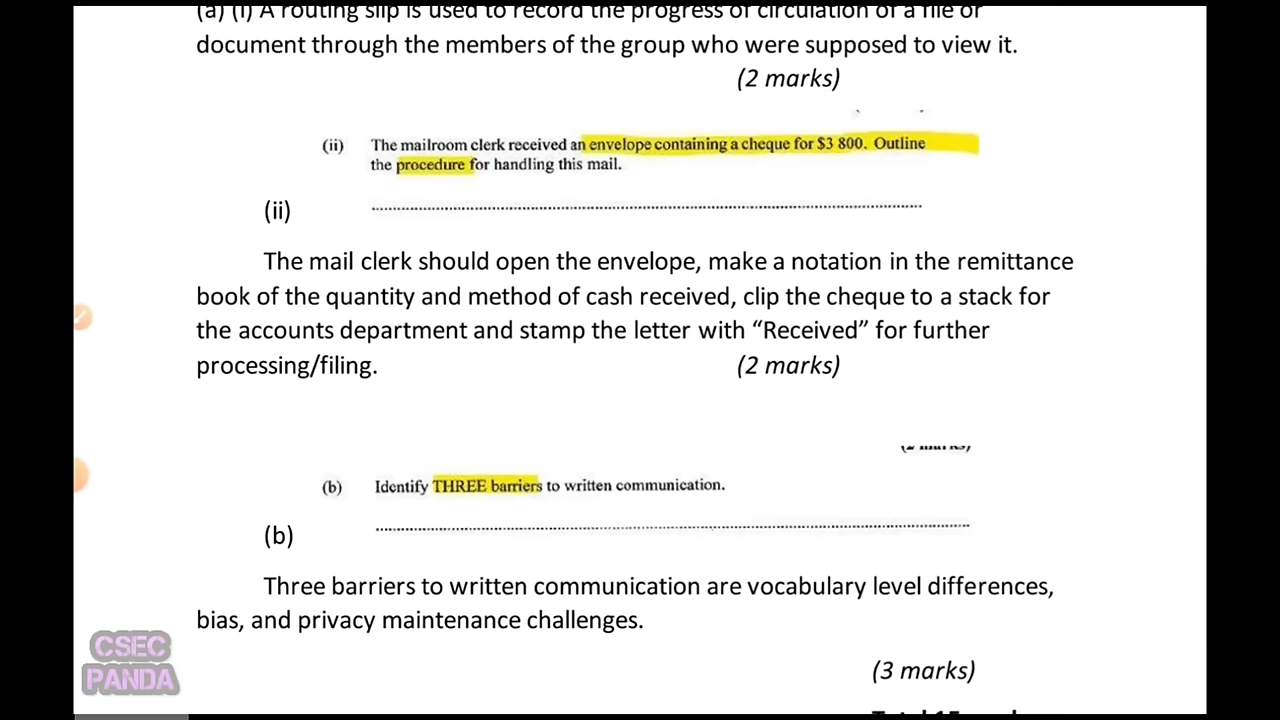 (a) (i) A routing slip is used to record the progress of circulation of a file or
document through the members of the group who were supposed to view it.
(2 marks)
(ii) The mailroom clerk received an envelope containing a cheque for $3 800. Outline
the procedure for handling this mail.
(ii)
The mail clerk should open the envelope, make a notation in the remittance
book of the quantity and method of cash received, clip the cheque to a stack for
the accounts department and stamp the letter with “Received” for further
processing/filing.
(2 marks)
(2 marks)
(b) Identify THREE barriers to written communication.
(b)
Three barriers to written communication are vocabulary level differences,
bias, and privacy maintenance challenges.
CSEC
PANDA
(3 marks)